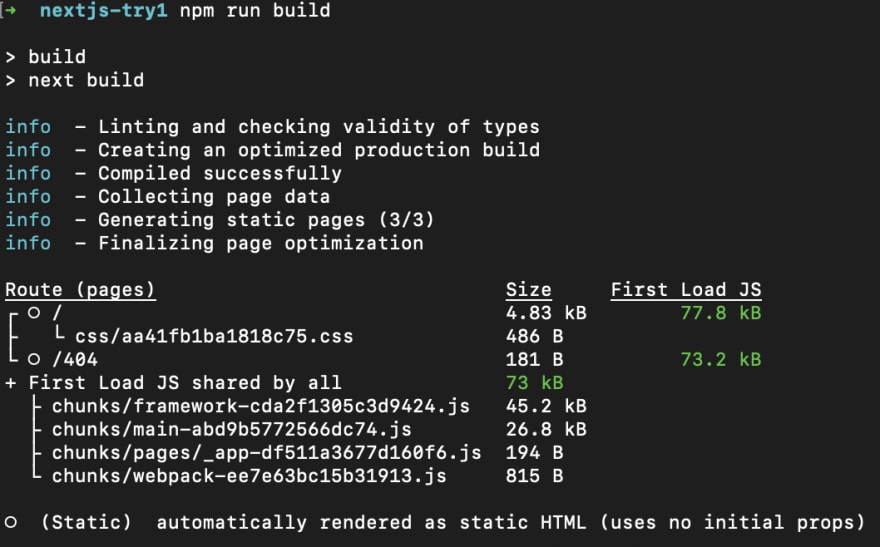 → nextjs-try1 npm run build
> build
> next build
info - Linting and checking validity of types
info - Creating an optimized production build
info - Compiled successfully
info - Collecting page data
info - Generating static pages (3/3)
info - Finalizing page optimization
Route (pages) Size First Load JS
┌ ○ / 4.83 kB 77.8 kB
├ └ css/aa41fb1ba1818c75.css 486 B
└ ○ /404 181 B 73.2 kB
+ First Load JS shared by all 73 kB
├ chunks/framework-cda2f1305c3d9424.js 45.2 kB
├ chunks/main-abd9b5772566dc74.js 26.8 kB
├ chunks/pages/_app-df511a3677d160f6.js 194 B
└ chunks/webpack-ee7e63bc15b31913.js 815 B
○ (Static) automatically rendered as static HTML (uses no initial props)